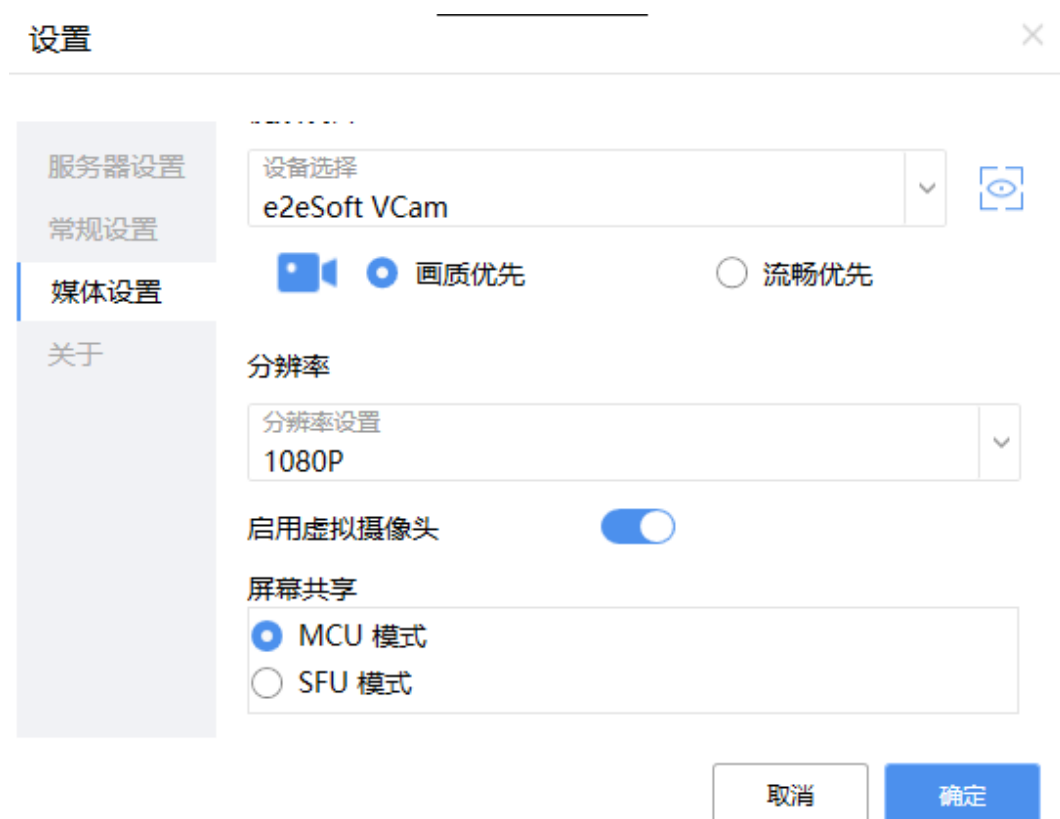 设置
服务器设置
常规设置
媒体设置
关于
设备选择
e2eSoft VCam
画质优先
流畅优先
分辨率
分辨率设置
1080P
启用虚拟摄像头
屏幕共享
MCU 模式
SFU 模式
取消
确定